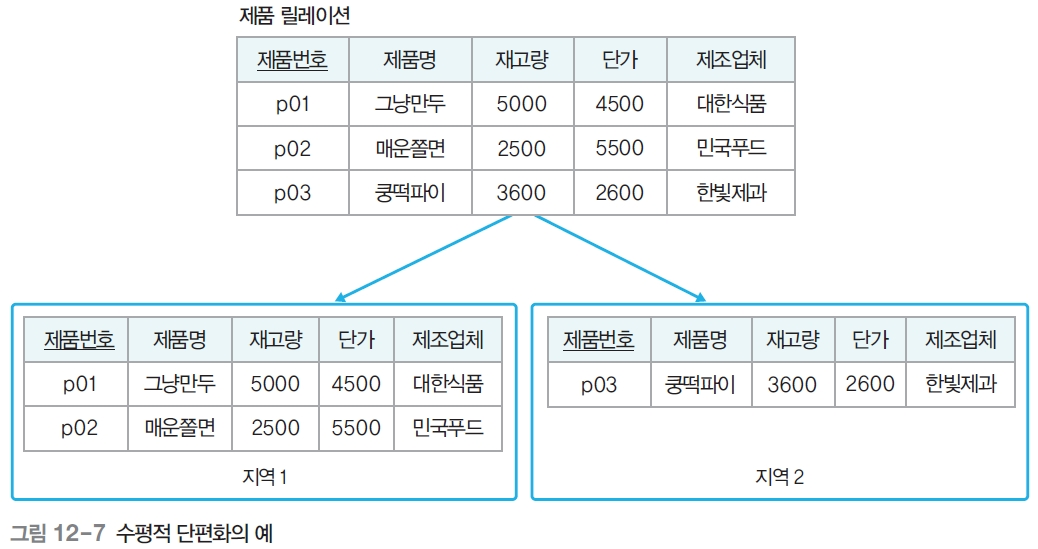 제품 릴레이션
제품번호 제품명 재고량 단가 제조업체
p01 그냥만두 5000 4500 대한식품
p02 매운쫄면 2500 5500 민국푸드
p03 쿵떡파이 3600 2600 한빛제과
제품번호 제품명 재고량 단가 제조업체
p01 그냥만두 5000 4500 대한식품
p02 매운쫄면 2500 5500 민국푸드
지역 1
제품번호 제품명 재고량 단가 제조업체
p03 쿵떡파이 3600 2600 한빛제과
지역 2
그림 12-7 수평적 단편화의 예